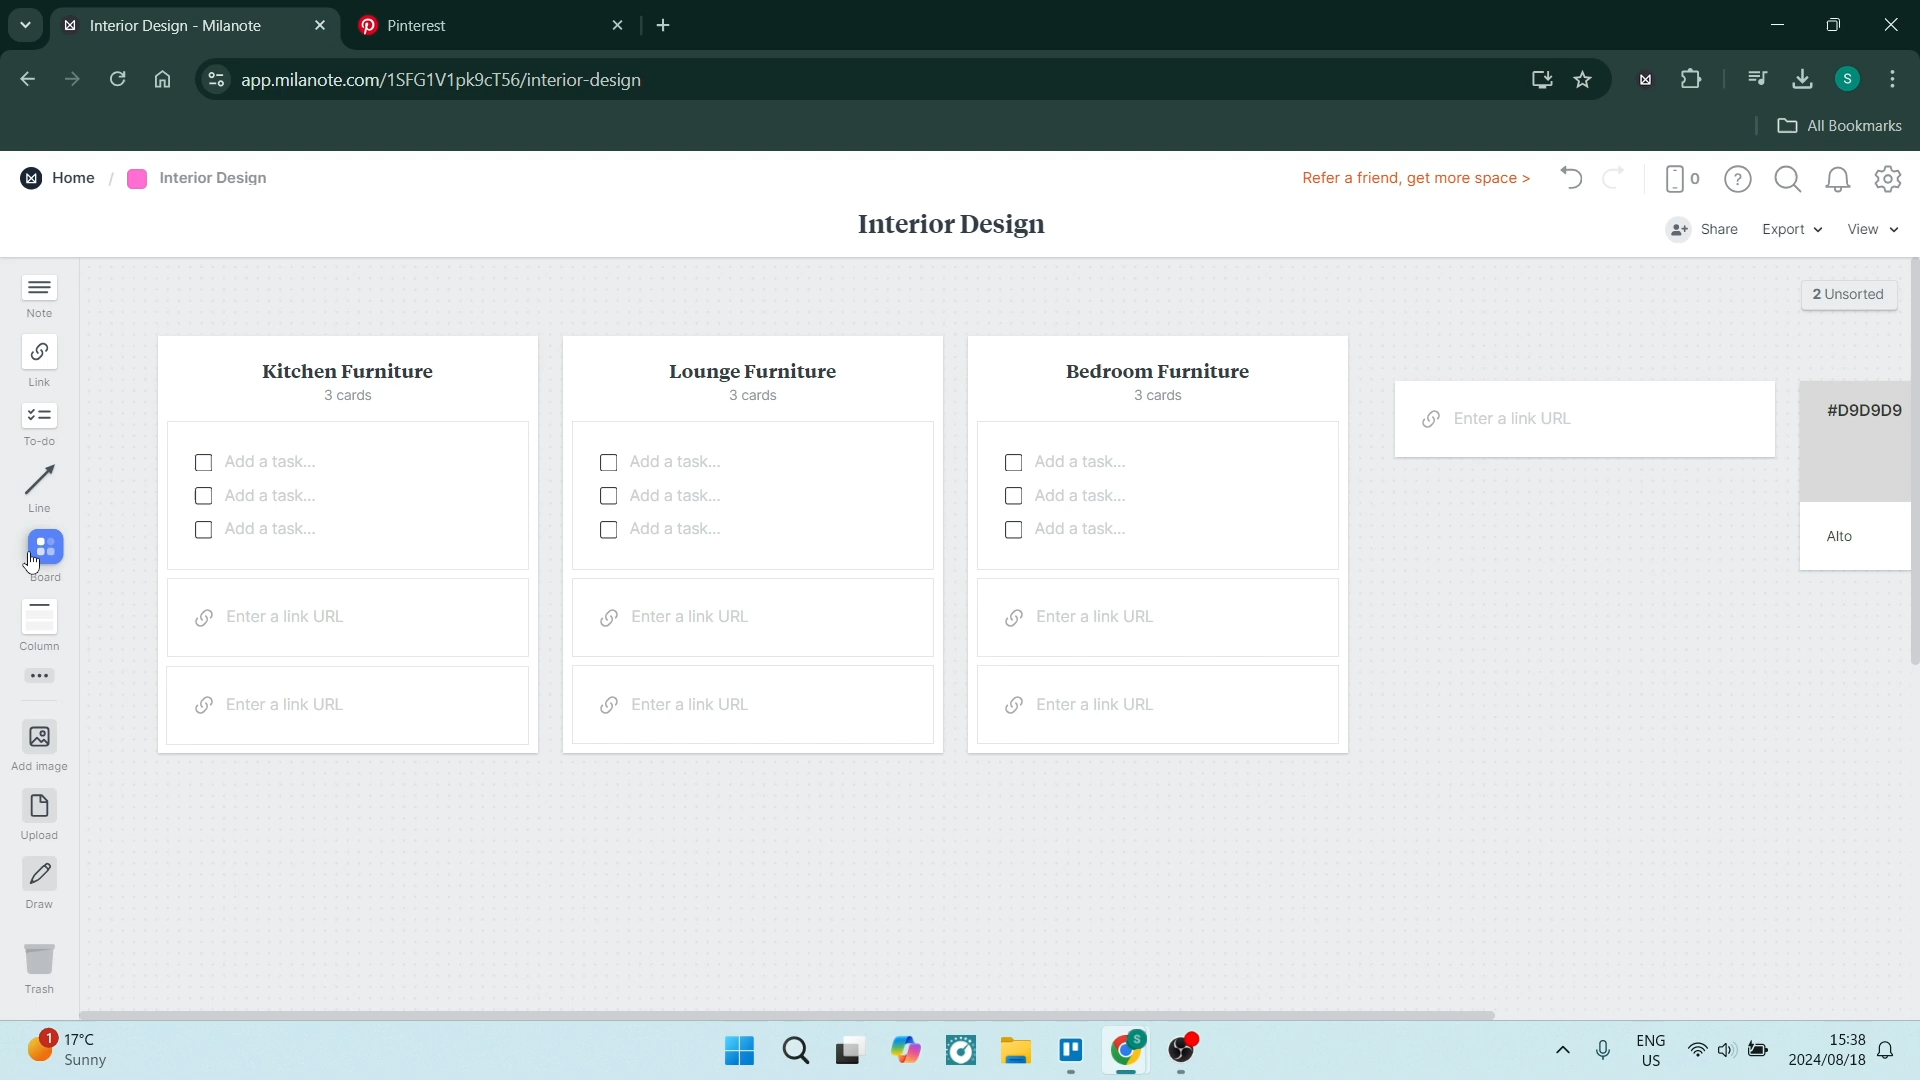 Interior Design - Milanote
Pinterest
app.milanote.com/1SFG1V1pk9cT56/interior-design
S
All Bookmarks
Home / Interior Design
Refer a friend, get more space >
0
Interior Design
Share
Export
View
2 Unsorted
Note
Link
To-do
Line
Board
Column
Add image
Upload
Draw
Trash
Kitchen Furniture
3 cards
Add a task...
Add a task...
Add a task...
Enter a link URL
Enter a link URL
Lounge Furniture
3 cards
Add a task...
Add a task...
Add a task...
Enter a link URL
Enter a link URL
Bedroom Furniture
3 cards
Add a task...
Add a task...
Add a task...
Enter a link URL
Enter a link URL
Enter a link URL
#D9D9D9
Alto
1
17°C
Sunny
S
ENG
US
15:38
2024/08/18